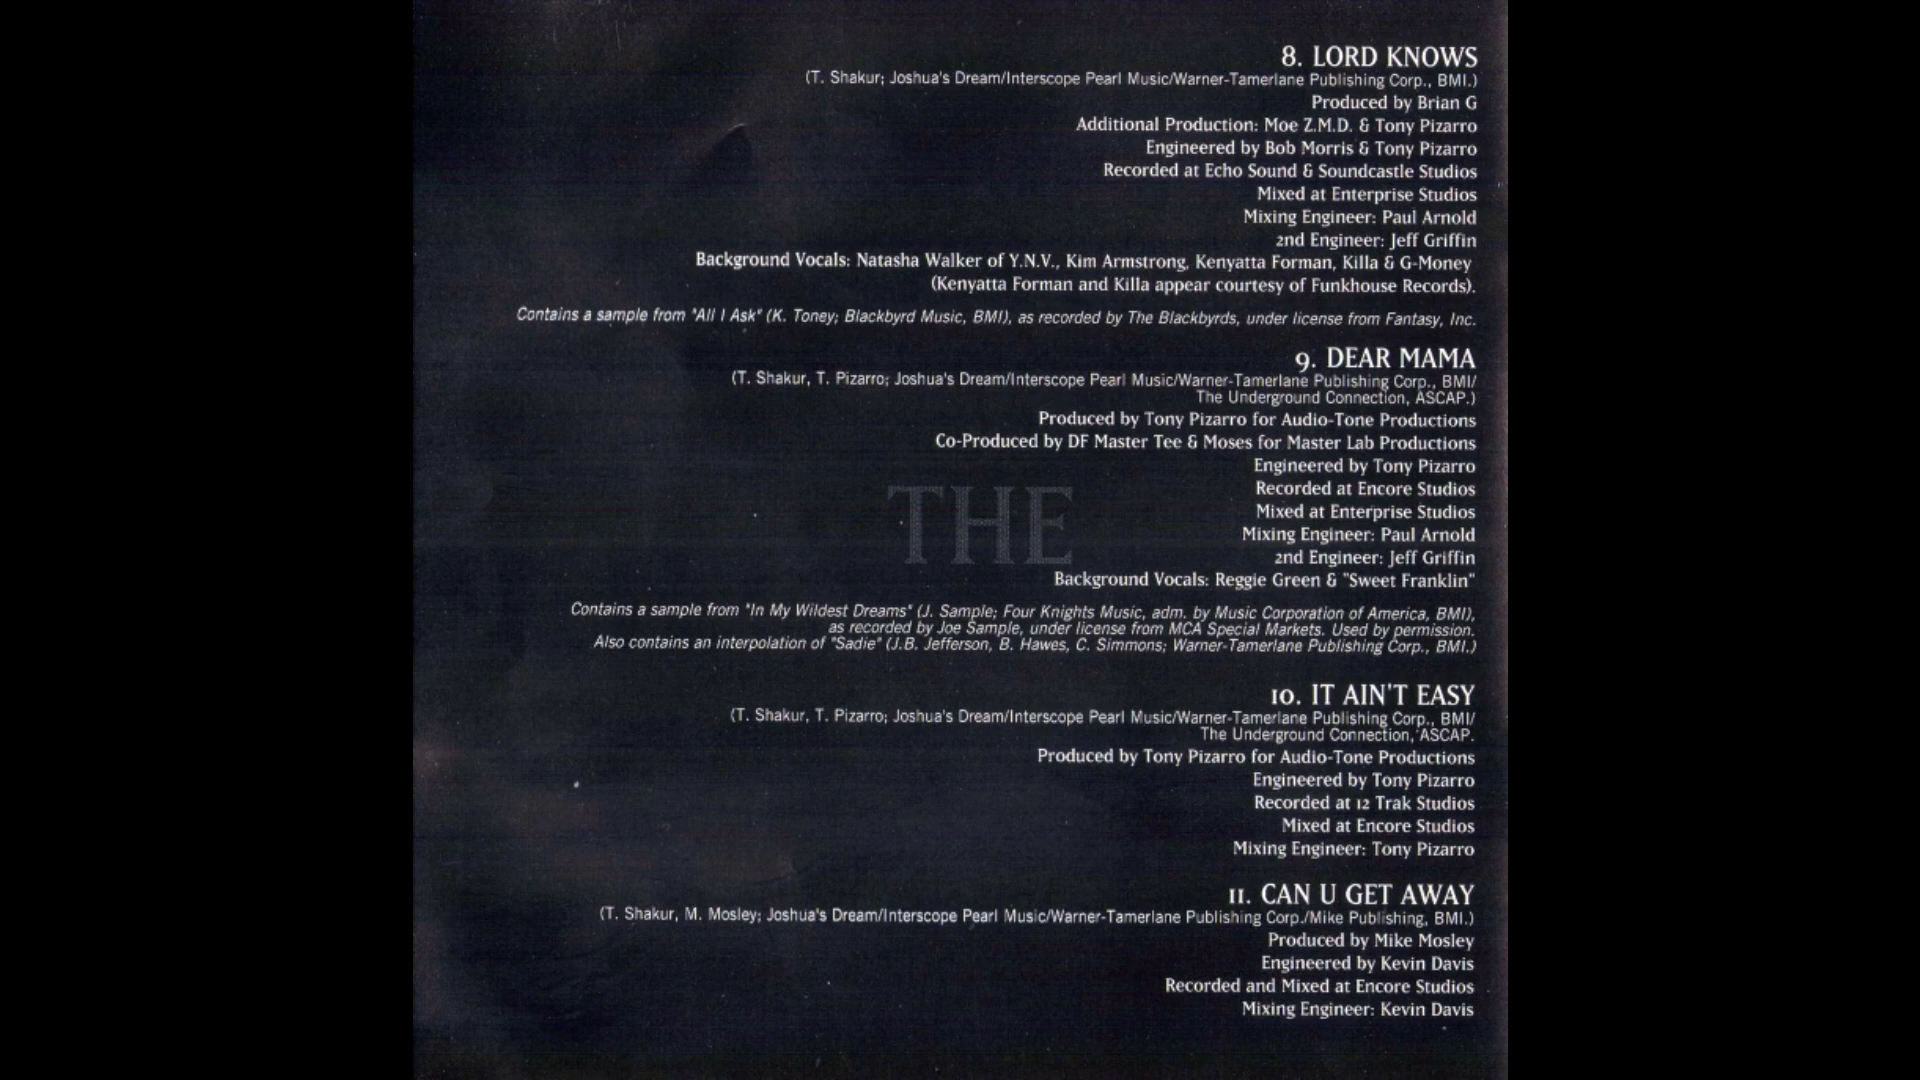 8. LORD KNOWS
(T. Shakur; Joshua's Dream/Interscope Pearl Music/Warner-Tamerlane Publishing Corp., BMI.)
Produced by Brian G
Additional Production: Moe Z.M.D. & Tony Pizarro
Engineered by Bob Morris & Tony Pizarro
Recorded at Echo Sound & Soundcastle Studios
Mixed at Enterprise Studios
Mixing Engineer: Paul Arnold
2nd Engineer: Jeff Griffin
Background Vocals: Natasha Walker of Y.N.V., Kim Armstrong, Kenyatta Forman, Killa & G-Money
(Kenyatta Forman and Killa appear courtesy of Funkhouse Records).
Contains a sample from "All I Ask" (K. Toney; Blackbyrd Music, BMI), as recorded by The Blackbyrds, under license from Fantasy, Inc.
9. DEAR MAMA
(T. Shakur, T. Pizarro; Joshua's Dream/Interscope Pearl Music/Warner-Tamerlane Publishing Corp., BMI/
The Underground Connection, ASCAP.)
Produced by Tony Pizarro for Audio-Tone Productions
Co-Produced by DF Master Tee & Moses for Master Lab Productions
Engineered by Tony Pizarro
Recorded at Encore Studios
THE
Mixed at Enterprise Studios
Mixing Engineer: Paul Arnold
2nd Engineer: Jeff Griffin
Background Vocals: Reggie Green & "Sweet Franklin"
Contains a sample from "In My Wildest Dreams" (J. Sample; Four Knights Music, adm. by Music Corporation of America, BMI),
as recorded by Joe Sample, under license from MCA Special Markets. Used by permission.
Also contains an interpolation of "Sadie" (J.B. Jefferson, B. Hawes, C. Simmons; Warner-Tamerlane Publishing Corp., BMI.)
10. IT AIN'T EASY
(T. Shakur, T. Pizarro; Joshua's Dream/Interscope Pearl Music/Warner-Tamerlane Publishing Corp., BMI/
The Underground Connection, ASCAP.
Produced by Tony Pizarro for Audio-Tone Productions
Engineered by Tony Pizarro
Recorded at 12 Trak Studios
Mixed at Encore Studios
Mixing Engineer: Tony Pizarro
11. CAN U GET AWAY
(T. Shakur, M. Mosley; Joshua's Dream/Interscope Pearl Music/Warner-Tamerlane Publishing Corp./Mike Publishing, BMI.)
Produced by Mike Mosley
Engineered by Kevin Davis
Recorded and Mixed at Encore Studios
Mixing Engineer: Kevin Davis